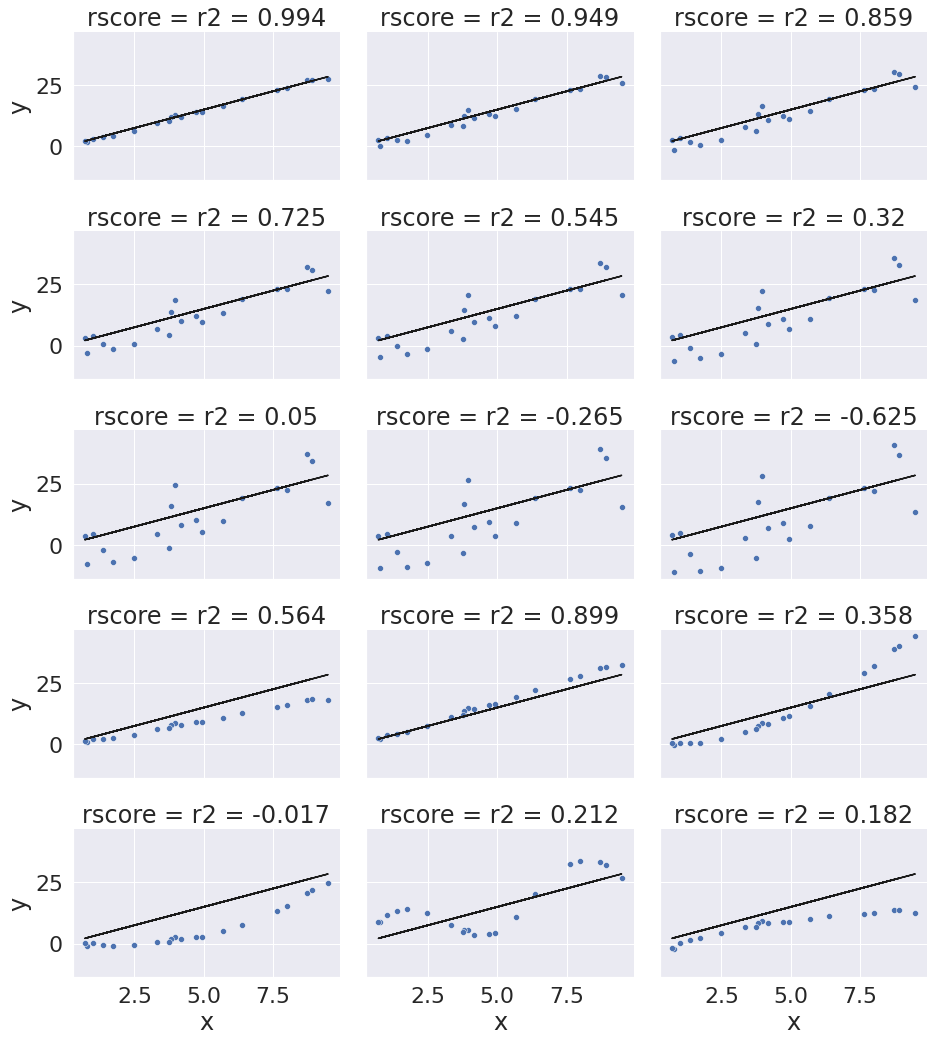 rscore = r2 = 0.994
rscore = r2 = 0.949
rscore = r2 = 0.859
y
25
0
rscore = r2 = 0.725
rscore = r2 = 0.545
rscore = r2 = 0.32
y
25
0
rscore = r2 = 0.05
rscore = r2 = -0.265
rscore = r2 = -0.625
y
25
0
rscore = r2 = 0.564
rscore = r2 = 0.899
rscore = r2 = 0.358
y
25
0
rscore = r2 = -0.017
rscore = r2 = 0.212
rscore = r2 = 0.182
y
25
0
2.5 5.0 7.5
x
2.5 5.0 7.5
x
2.5 5.0 7.5
x